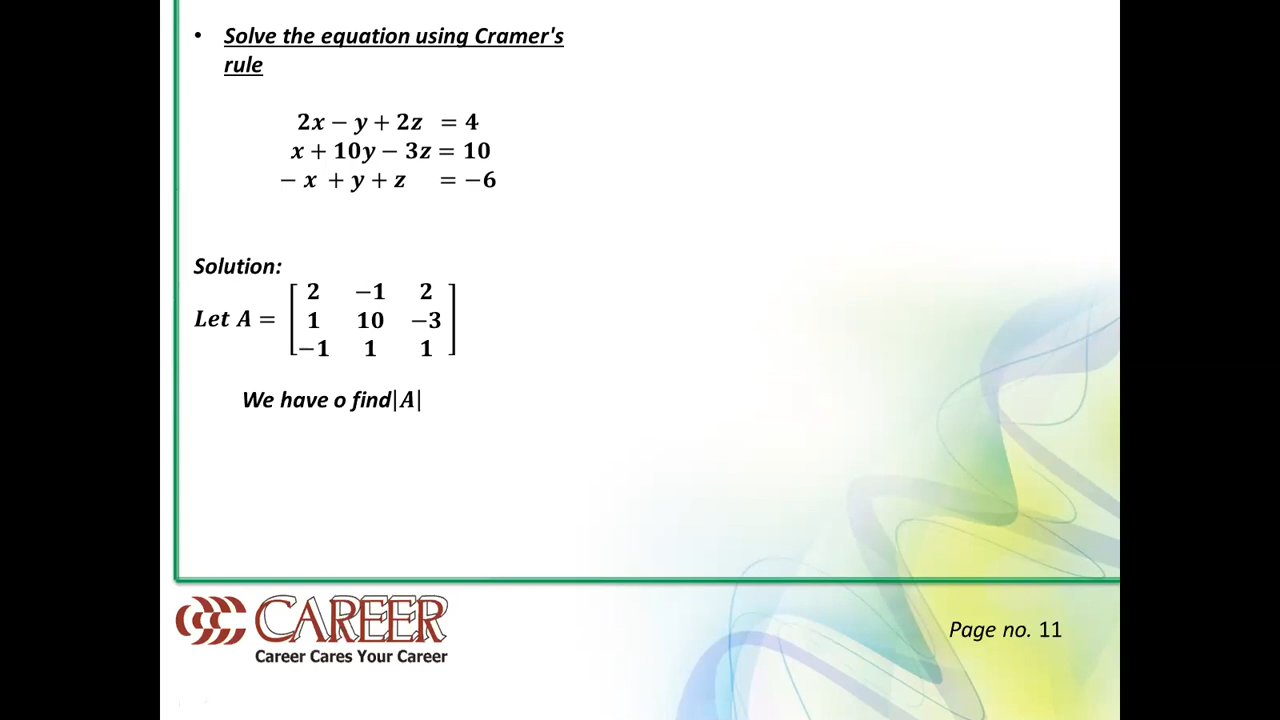 • Solve the equation using Cramer's
rule
2x − y + 2z = 4
x + 10y − 3z = 10
− x + y + z = −6
Solution:
Let A = [2 −1 2
1 10 −3
−1 1 1]
We have o find|A|
CAREER
Career Cares Your Career
Page no. 11